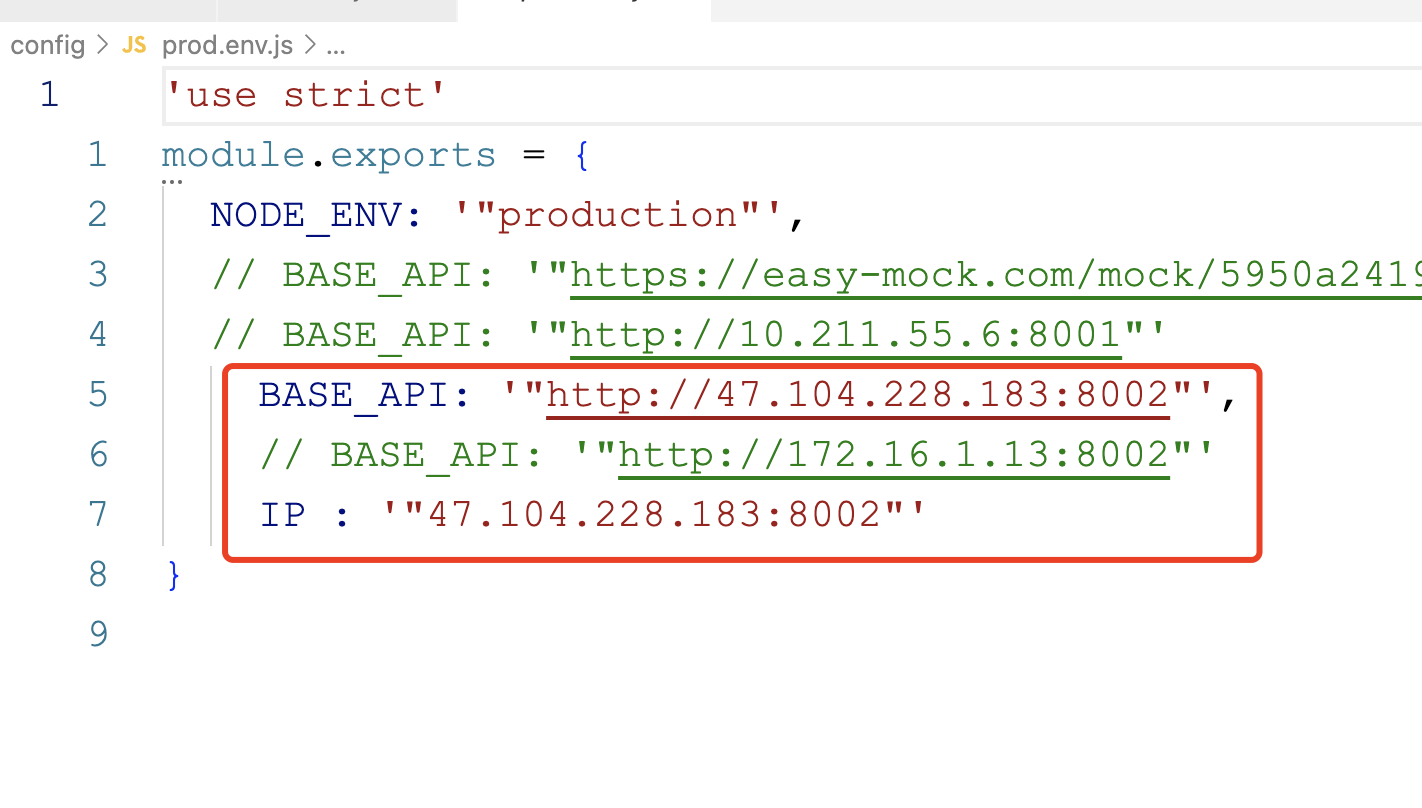 config > JS prod.env.js > ...
1 'use strict'
1 module.exports = {
2 NODE_ENV: '"production"',
3 // BASE_API: '"https://easy-mock.com/mock/5950a2419
4 // BASE_API: '"http://10.211.55.6:8001"'
5 BASE_API: '"http://47.104.228.183:8002"',
6 // BASE_API: '"http://172.16.1.13:8002"'
7 IP : '"47.104.228.183:8002"'
8 }
9